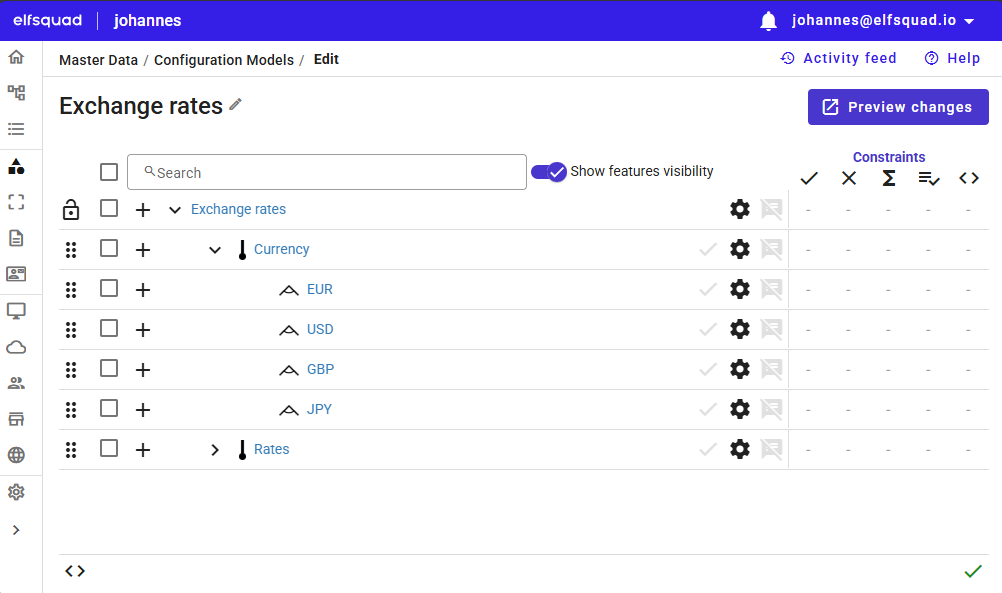 elfsquad johannes johannes@elfsquad.io
Master Data / Configuration Models / Edit Activity feed Help
Exchange rates Preview changes
Constraints
Search Show features visibility
Exchange rates - - - - -
Currency - - - - -
EUR - - - - -
USD - - - - -
GBP - - - - -
JPY - - - - -
Rates - - - - -